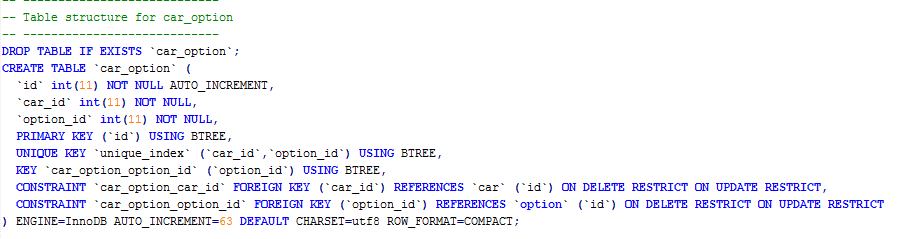 -- ----------------------------
-- Table structure for car_option
-- ----------------------------
DROP TABLE IF EXISTS `car_option`;
CREATE TABLE `car_option` (
  `id` int(11) NOT NULL AUTO_INCREMENT,
  `car_id` int(11) NOT NULL,
  `option_id` int(11) NOT NULL,
  PRIMARY KEY (`id`) USING BTREE,
  UNIQUE KEY `unique_index` (`car_id`,`option_id`) USING BTREE,
  KEY `car_option_option_id` (`option_id`) USING BTREE,
  CONSTRAINT `car_option_car_id` FOREIGN KEY (`car_id`) REFERENCES `car` (`id`) ON DELETE RESTRICT ON UPDATE RESTRICT,
  CONSTRAINT `car_option_option_id` FOREIGN KEY (`option_id`) REFERENCES `option` (`id`) ON DELETE RESTRICT ON UPDATE RESTRICT
) ENGINE=InnoDB AUTO_INCREMENT=63 DEFAULT CHARSET=utf8 ROW_FORMAT=COMPACT;